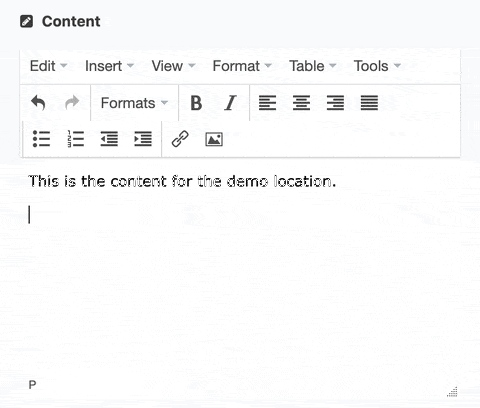 Content
Edit Insert View Format Table Tools
Formats B I
This is the content for the demo location.
P